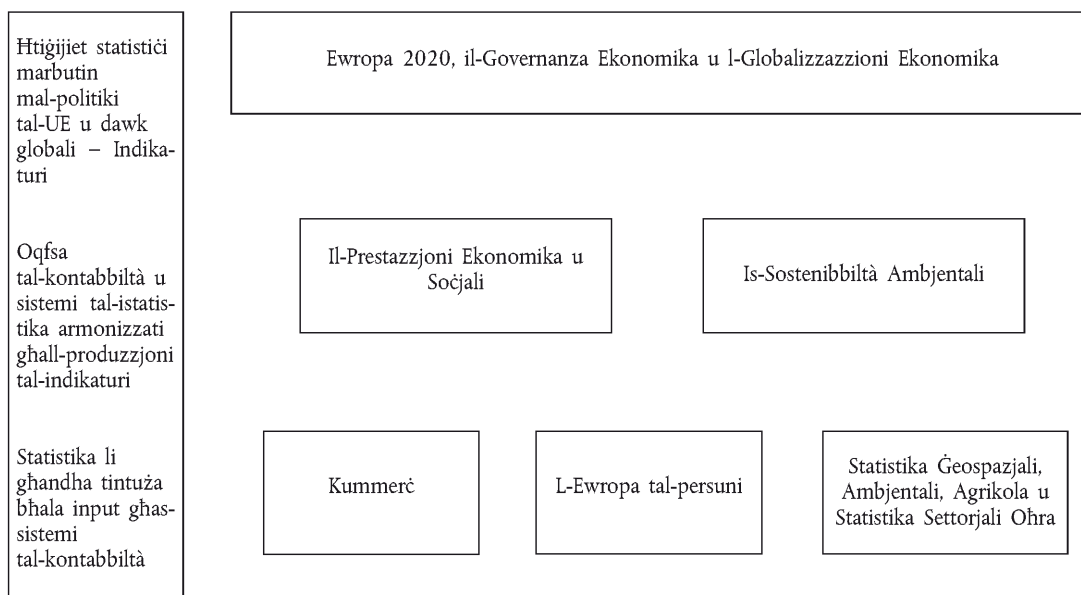 Ħtiġijiet statistiċi
marbutin
mal-politiki
tal-UE u dawk
globali – Indika-
turi
Ewropa 2020, il-Governanza Ekonomika u l-Globalizzazzioni Ekonomika
Oqfsa
tal-kontabbiltà u
sistemi tal-istatis-
tika armonizzati
għall-produzzjoni
tal-indikaturi
Il-Prestazzjoni Ekonomika u
Soċjali
Is-Sostenibbiltà Ambjentali
Statistika li
għandha tintuża
bħala input għas-
sistemi
tal-kontabbiltà
Kummerċ
L-Ewropa tal-persuni
Statistika Ġeospazjali,
Ambjentali, Agrikola u
Statistika Settorjali Oħra